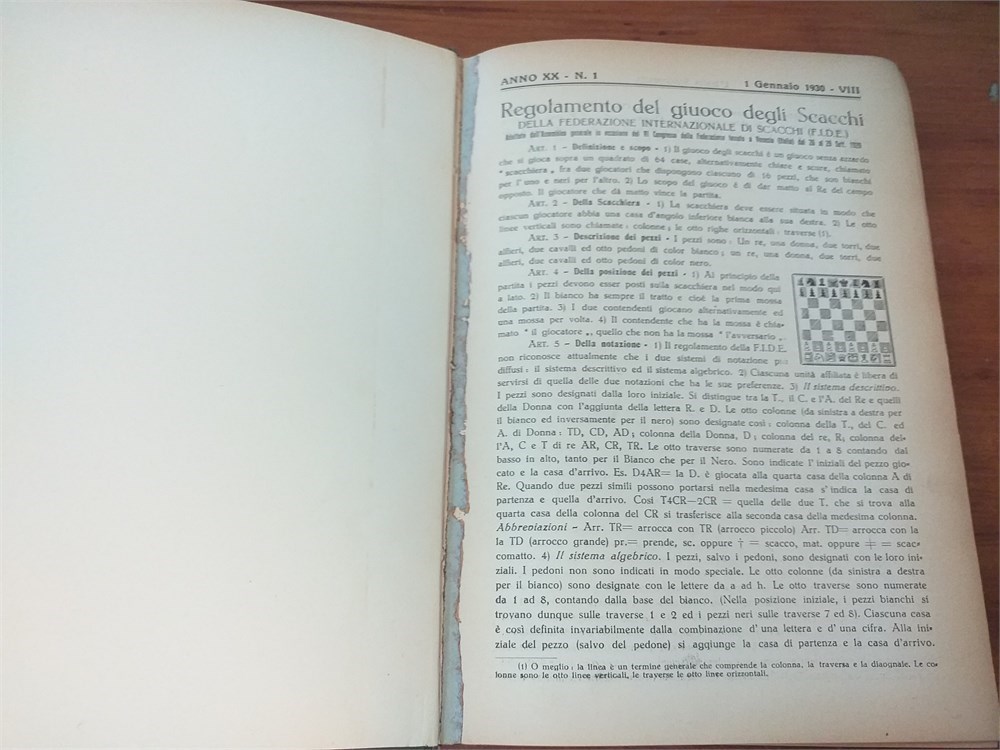 ANNO XX - N. 1
1 Gennaio 1930 - VIII
Regolamento del giuoco degli Scacchi
DELLA FEDERAZIONE INTERNAZIONALE DI SCACCHI (F.I.D.E.)
Adottato dall'Assemblea generale in occasione del VI Congresso della Federazione tenuto a Venezia (Italia) dal 26 al 29 Sett. 1929
ART. 1 - Definizione e scopo - 1) Il giuoco degli scacchi è un giuoco senza azzardo
che si gioca sopra un quadrato di 64 case, alternativamente chiare e scure, chiamato
"scacchiera„ fra due giocatori che dispongono ciascuno di 16 pezzi, che son bianchi
per l'uno e neri per l'altro. 2) Lo scopo del giuoco è di dar matto al Re del campo
opposto. Il giocatore che dà matto vince la partita.
ART. 2 - Della Scacchiera - 1) La scacchiera deve essere situata in modo che
ciascun giocatore abbia una casa d'angolo inferiore bianca alla sua destra. 2) Le otto
linee verticali sono chiamate: colonne; le otto righe orizzontali: traverse (1).
ART. 3 - Descrizione dei pezzi - I pezzi sono: Un re, una donna, due torri, due
alfieri, due cavalli ed otto pedoni di color bianco; un re, una donna, due torri, due
alfieri, due cavalli ed otto pedoni di color nero.
ART. 4 - Della posizione dei pezzi - 1) Al principio della
partita i pezzi devono esser posti sulla scacchiera nel modo qui
a lato. 2) Il bianco ha sempre il tratto e cioè la prima mossa
della partita. 3) I due contendenti giocano alternativamente ed
una mossa per volta. 4) Il contendente che ha la mossa è chia-
mato " il giocatore „, quello che non ha la mossa " l'avversario „.
ART. 5 - Della notazione - 1) Il regolamento della F.I.D.E.
non riconosce attualmente che i due sistemi di notazione più
diffusi: il sistema descrittivo ed il sistema algebrico. 2) Ciascuna unità affiliata è libera di
servirsi di quella delle due notazioni che ha le sue preferenze. 3) Il sistema descrittino.
I pezzi sono designati dal loro iniziale. Si distingue tra la T., il C. e l'A. del Re e quelli
della Donna con l'aggiunta della lettera R. e D. Le otto colonne (da sinistra a destra per
il bianco ed inversamente per il nero) sono designate così: colonna della T., del C. ed
A. di Donna: TD, CD, AD; colonna della Donna, D; colonna del re, R; colonna del-
l'A, C e T di re AR, CR, TR. Le otto traverse sono numerate da 1 a 8 contando dal
basso in alto, tanto per il Bianco che per il Nero. Sono indicate l'iniziali del pezzo gio-
cato e la casa d'arrivo. Es. D4AR= la D. è giocata alla quarta casa della colonna A di
Re. Quando due pezzi simili possono portarsi nella medesima casa s'indica la casa di
partenza e quella d'arrivo. Così T4CR—2CR = quella delle due T. che si trova alla
quarta casa della colonna del CR si trasferisce alla seconda casa della medesima colonna.
Abbreviazioni - Arr. TR= arrocca con TR (arrocco piccolo) Arr. TD= arrocca con la
la TD (arrocco grande) pr.= prende, sc. oppure † = scacco, mat. oppure ‡ = scac-
comatto. 4) Il sistema algebrico. I pezzi, salvo i pedoni, sono designati con le loro ini-
ziali. I pedoni non sono indicati in modo speciale. Le otto colonne (da sinistra a destra
per il bianco) sono designate con le lettere da a ad h. Le otto traverse sono numerate
da 1 ad 8, contando dalla base del bianco. (Nella posizione iniziale, i pezzi bianchi si
trovano dunque sulle traverse 1 e 2 ed i pezzi neri sulle traverse 7 ed 8). Ciascuna casa
è così definita invariabilmente dalla combinazione d'una lettera e d'una cifra. Alla ini-
ziale del pezzo (salvo del pedone) si aqgiunge la casa di partenza e la casa d'arrivo.
(1) O meglio: la linea è un termine generale che comprende la colonna, la traversa e la diaognale. Le co-
lonne sono le otto linee verticali, le traverse le otto linee orizzontali.